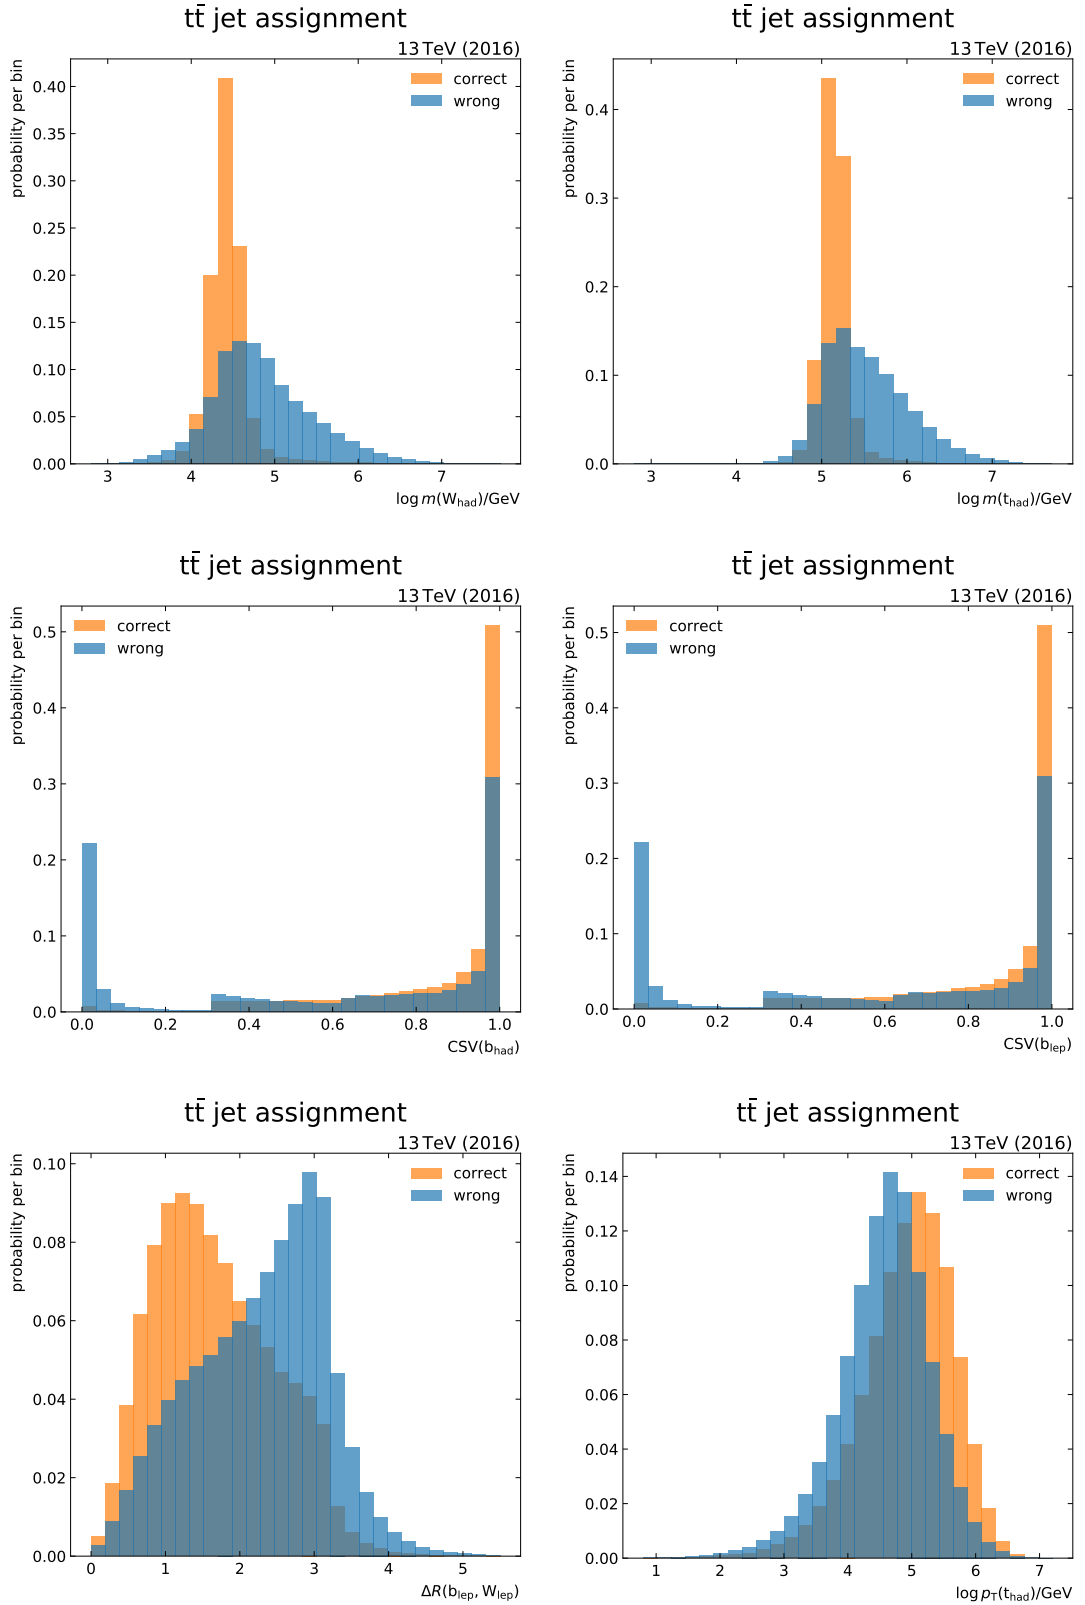 tt̄ jet assignment
13 TeV (2016)
probability per bin
correct
wrong
0.40
0.35
0.30
0.25
0.20
0.15
0.10
0.05
0.00
3 4 5 6 7
log m(W_had)/GeV
tt̄ jet assignment
13 TeV (2016)
probability per bin
correct
wrong
0.4
0.3
0.2
0.1
0.0
3 4 5 6 7
log m(t_had)/GeV
tt̄ jet assignment
13 TeV (2016)
probability per bin
correct
wrong
0.5
0.4
0.3
0.2
0.1
0.0
0.0 0.2 0.4 0.6 0.8 1.0
CSV(b_had)
tt̄ jet assignment
13 TeV (2016)
probability per bin
correct
wrong
0.5
0.4
0.3
0.2
0.1
0.0
0.0 0.2 0.4 0.6 0.8 1.0
CSV(b_lep)
tt̄ jet assignment
13 TeV (2016)
probability per bin
correct
wrong
0.10
0.08
0.06
0.04
0.02
0.00
0 1 2 3 4 5
ΔR(b_lep, W_lep)
tt̄ jet assignment
13 TeV (2016)
probability per bin
correct
wrong
0.14
0.12
0.10
0.08
0.06
0.04
0.02
0.00
1 2 3 4 5 6 7
log p_T(t_had)/GeV